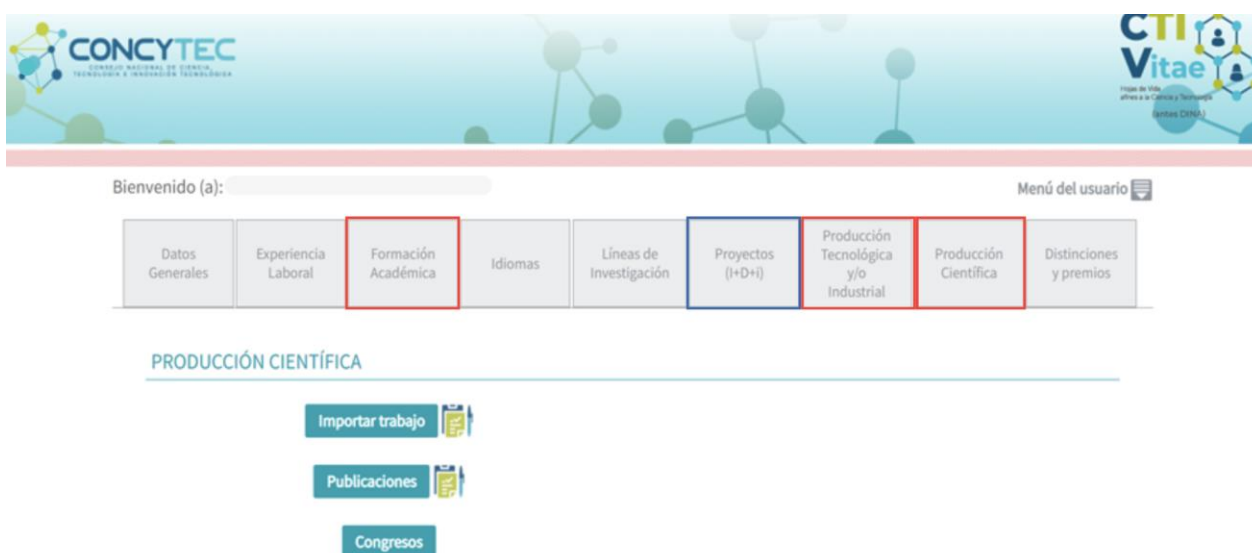 CONCYTEC
CONSEJO NACIONAL DE CIENCIA,
TECNOLOGÍA E INNOVACIÓN TECNOLÓGICA
CTI
Vitae
Hojas de Vida
afines a la Ciencia y Tecnología
(antes DINA)
Bienvenido (a):
Menú del usuario
Datos
Generales
Experiencia
Laboral
Formación
Académica
Idiomas
Líneas de
Investigación
Proyectos
(I+D+i)
Producción
Tecnológica
y/o
Industrial
Producción
Científica
Distinciones
y premios
PRODUCCIÓN CIENTÍFICA
Importar trabajo
Publicaciones
Congresos